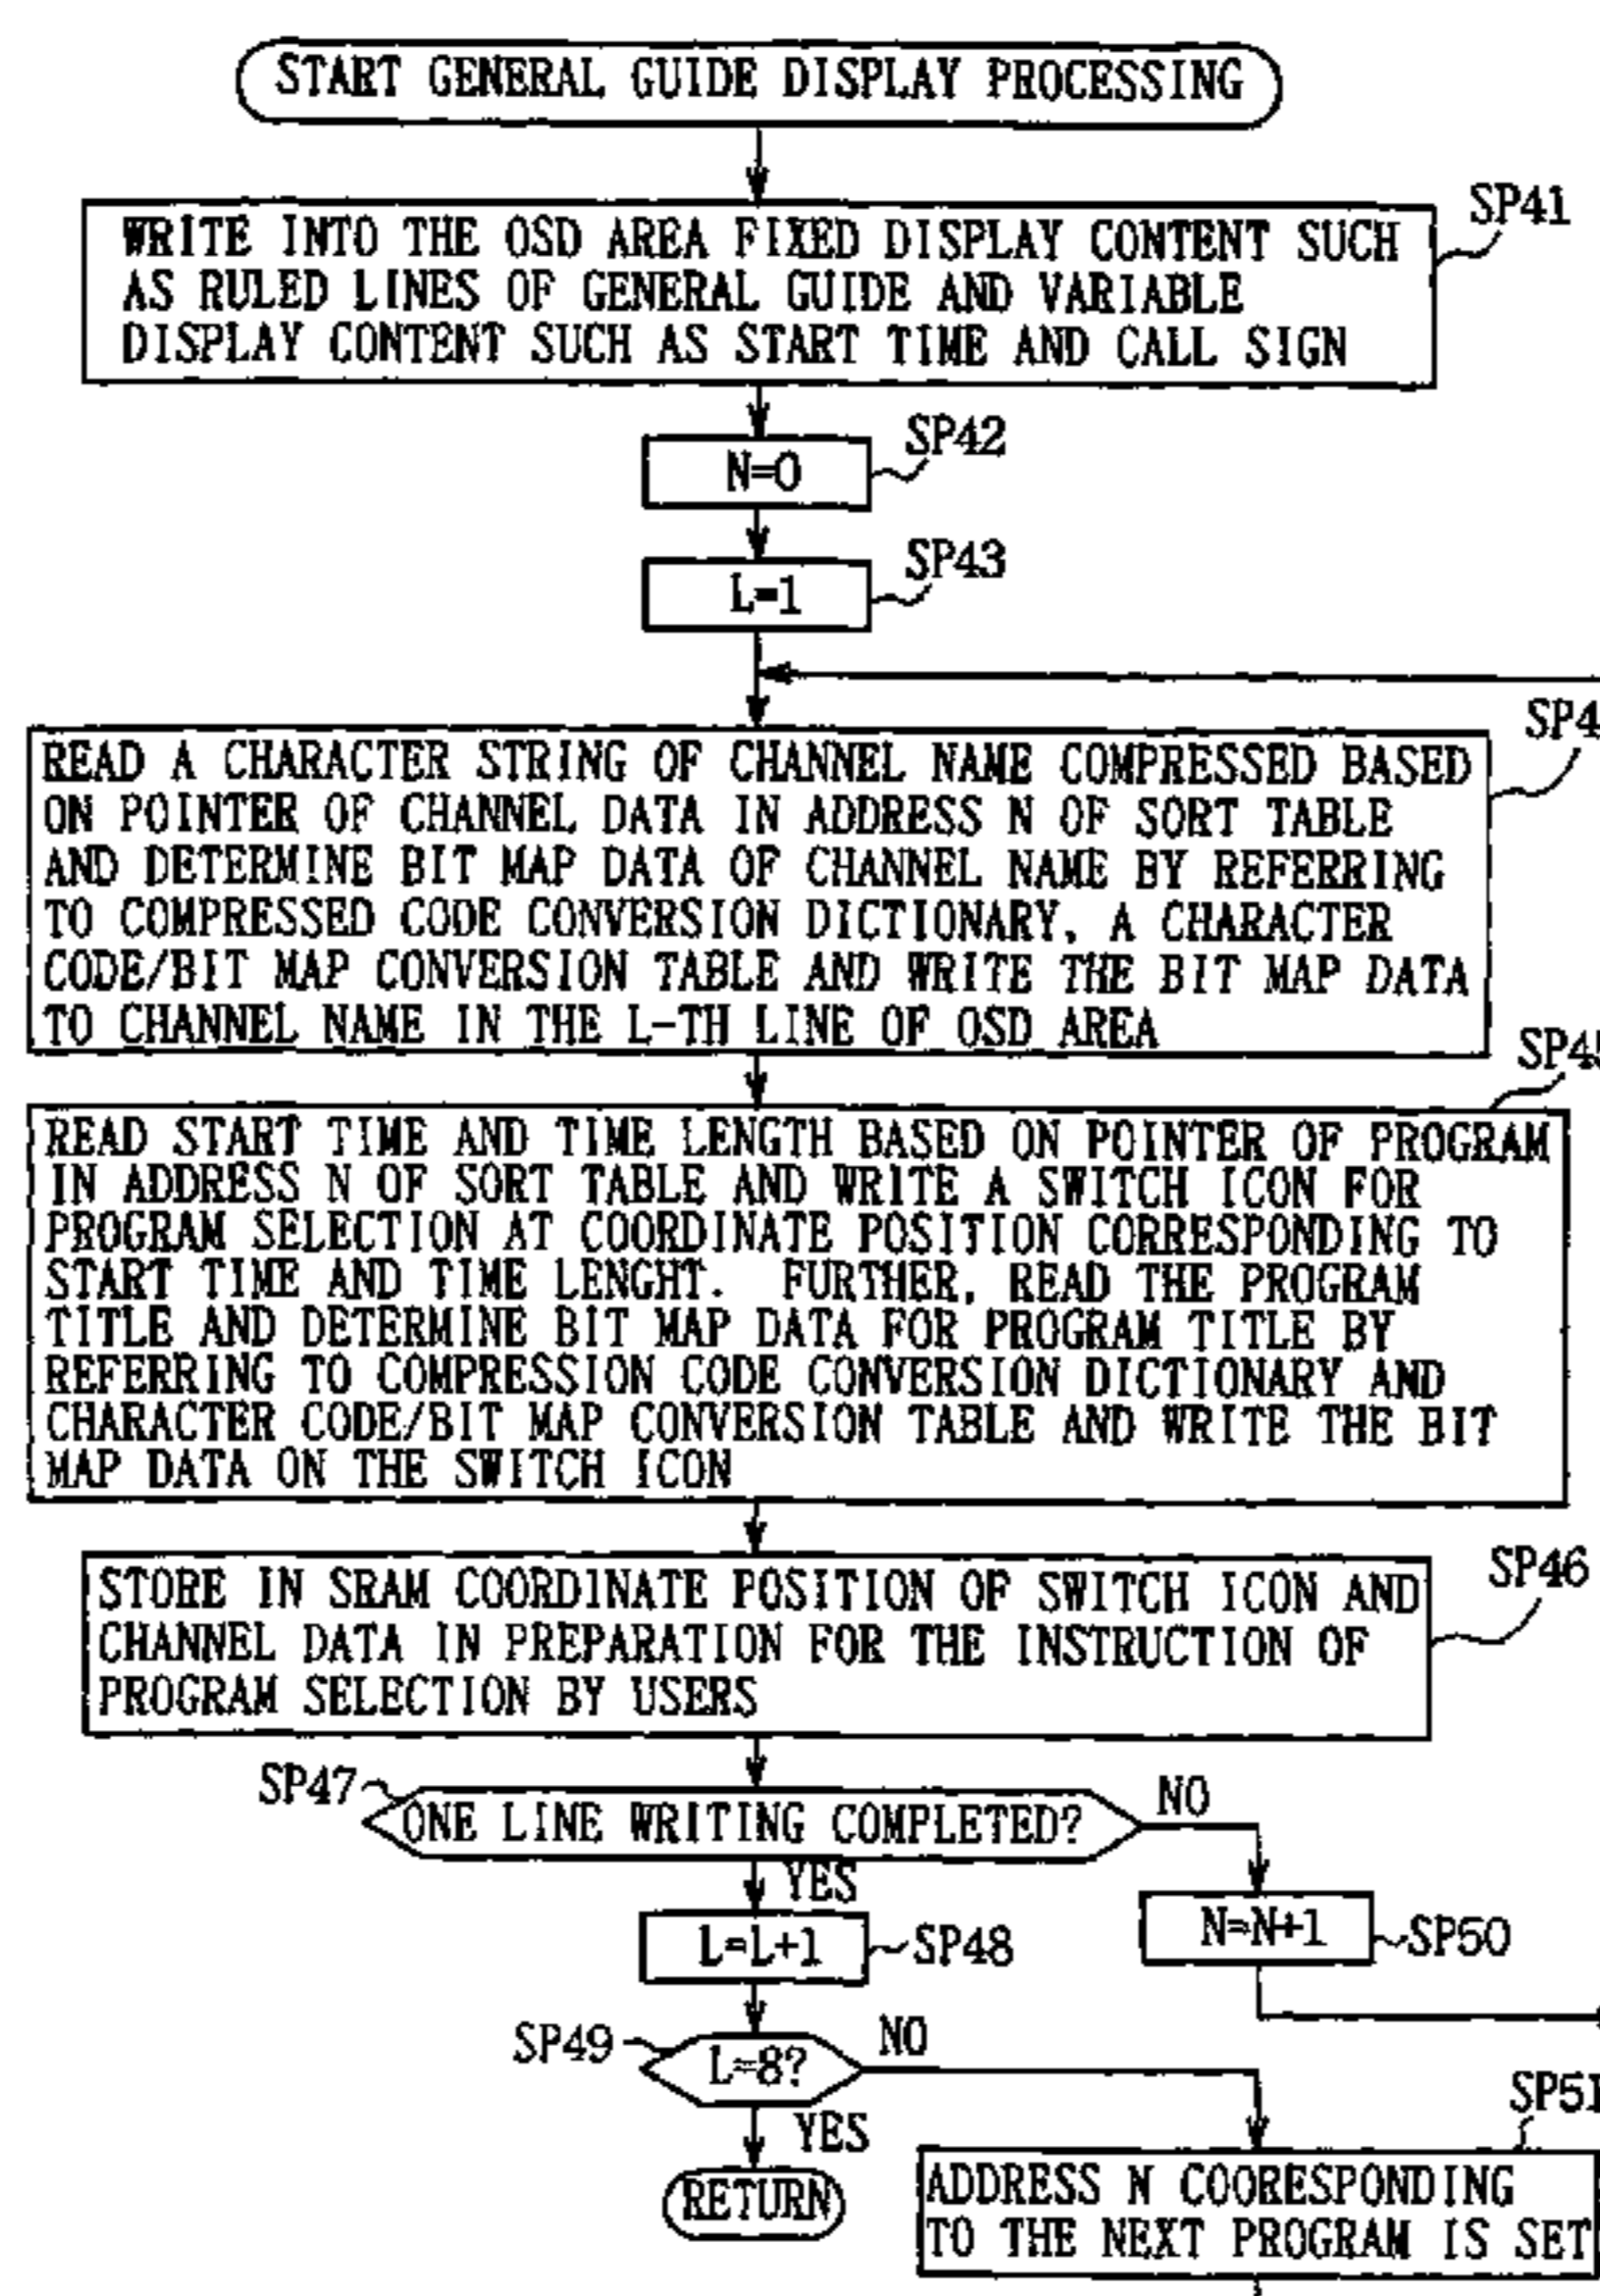 START GENERAL GUIDE DISPLAY PROCESSING
SP41
WRITE INTO THE OSD AREA FIXED DISPLAY CONTENT SUCH
AS RULED LINES OF GENERAL GUIDE AND VARIABLE
DISPLAY CONTENT SUCH AS START TIME AND CALL SIGN
SP42
N=0
SP43
L=1
SP4
READ A CHARACTER STRING OF CHANNEL NAME COMPRESSED BASED
ON POINTER OF CHANNEL DATA IN ADDRESS N OF SORT TABLE
AND DETERMINE BIT MAP DATA OF CHANNEL NAME BY REFERRING
TO COMPRESSED CODE CONVERSION DICTIONARY, A CHARACTER
CODE/BIT MAP CONVERSION TABLE AND WRITE THE BIT MAP DATA
TO CHANNEL NAME IN THE L-TH LINE OF OSD AREA
SP45
READ START TIME AND TIME LENGTH BASED ON POINTER OF PROGRAM
IN ADDRESS N OF SORT TABLE AND WRITE A SWITCH ICON FOR
PROGRAM SELECTION AT COORDINATE POSITION CORRESPONDING TO
START TIME AND TIME LENGHT. FURTHER, READ THE PROGRAM
TITLE AND DETERMINE BIT MAP DATA FOR PROGRAM TITLE BY
REFERRING TO COMPRESSION CODE CONVERSION DICTIONARY AND
CHARACTER CODE/BIT MAP CONVERSION TABLE AND WRITE THE BIT
MAP DATA ON THE SWITCH ICON
SP46
STORE IN SRAM COORDINATE POSITION OF SWITCH ICON AND
CHANNEL DATA IN PREPARATION FOR THE INSTRUCTION OF
PROGRAM SELECTION BY USERS
SP47
ONE LINE WRITING COMPLETED?
NO
YES
L=L+1
SP48
N=N+1
SP50
SP49
L=8?
NO
YES
RETURN
SP51
ADDRESS N COORESPONDING
TO THE NEXT PROGRAM IS SET